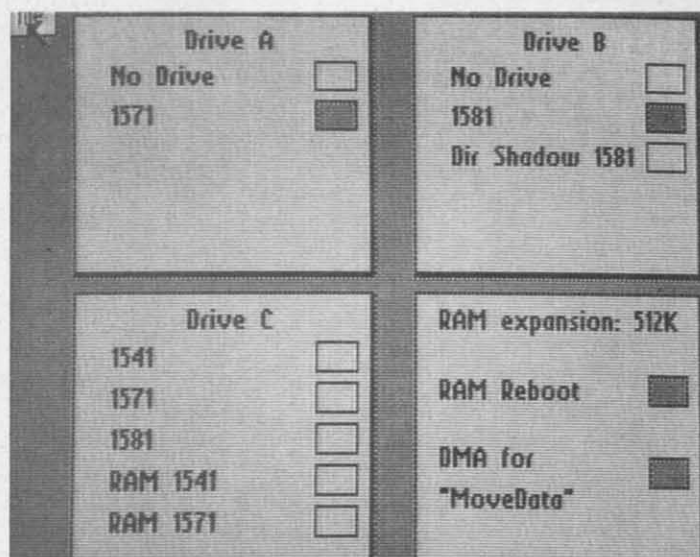 file
Drive A
No Drive
1571
Drive B
No Drive
1581
Dir Shadow 1581
Drive C
1541
1571
1581
RAM 1541
RAM 1571
RAM expansion: 512K
RAM Reboot
DMA for
"MoveData"